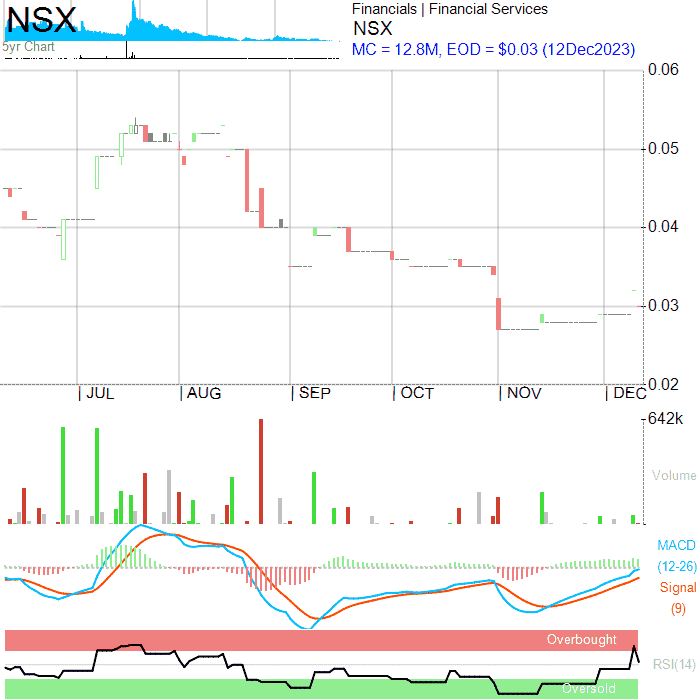 NSX
5yr Chart
Financials | Financial Services
NSX
MC = 12.8M, EOD = $0.03 (12Dec2023)
0.06
0.05
0.04
0.03
0.02
| JUL | AUG | SEP | OCT | NOV | DEC
642k
Volume
MACD
(12-26)
Signal
(9)
Overbought
RSI(14)
Oversold